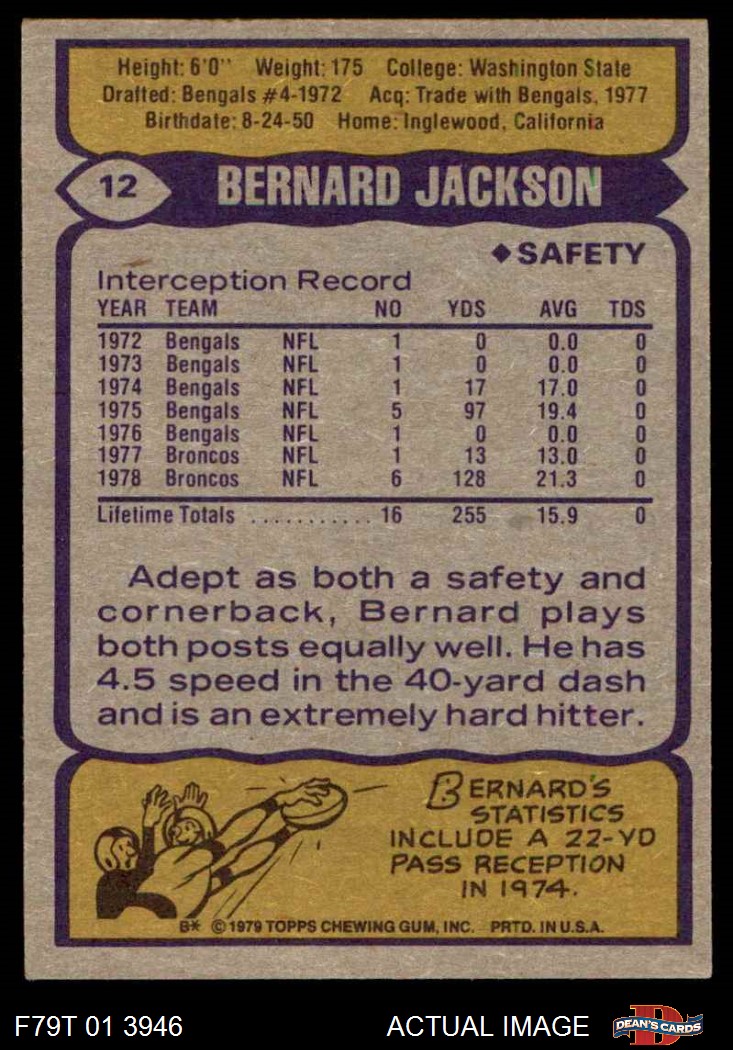 Height: 6'0" Weight: 175 College: Washington State
Drafted: Bengals #4-1972 Acq: Trade with Bengals, 1977
Birthdate: 8-24-50 Home: Inglewood, California
12 BERNARD JACKSON
◆SAFETY
Interception Record
YEAR TEAM NO YDS AVG TDS
1972 Bengals NFL 1 0 0.0 0
1973 Bengals NFL 1 0 0.0 0
1974 Bengals NFL 1 17 17.0 0
1975 Bengals NFL 5 97 19.4 0
1976 Bengals NFL 1 0 0.0 0
1977 Broncos NFL 1 13 13.0 0
1978 Broncos NFL 6 128 21.3 0
Lifetime Totals ........... 16 255 15.9 0
Adept as both a safety and
cornerback, Bernard plays
both posts equally well. He has
4.5 speed in the 40-yard dash
and is an extremely hard hitter.
BERNARD'S
STATISTICS
INCLUDE A 22-YD
PASS RECEPTION
IN 1974.
B* © 1979 TOPPS CHEWING GUM, INC. PRTD. IN U.S.A.
F79T 01 3946 ACTUAL IMAGE D DEAN'S CARDS